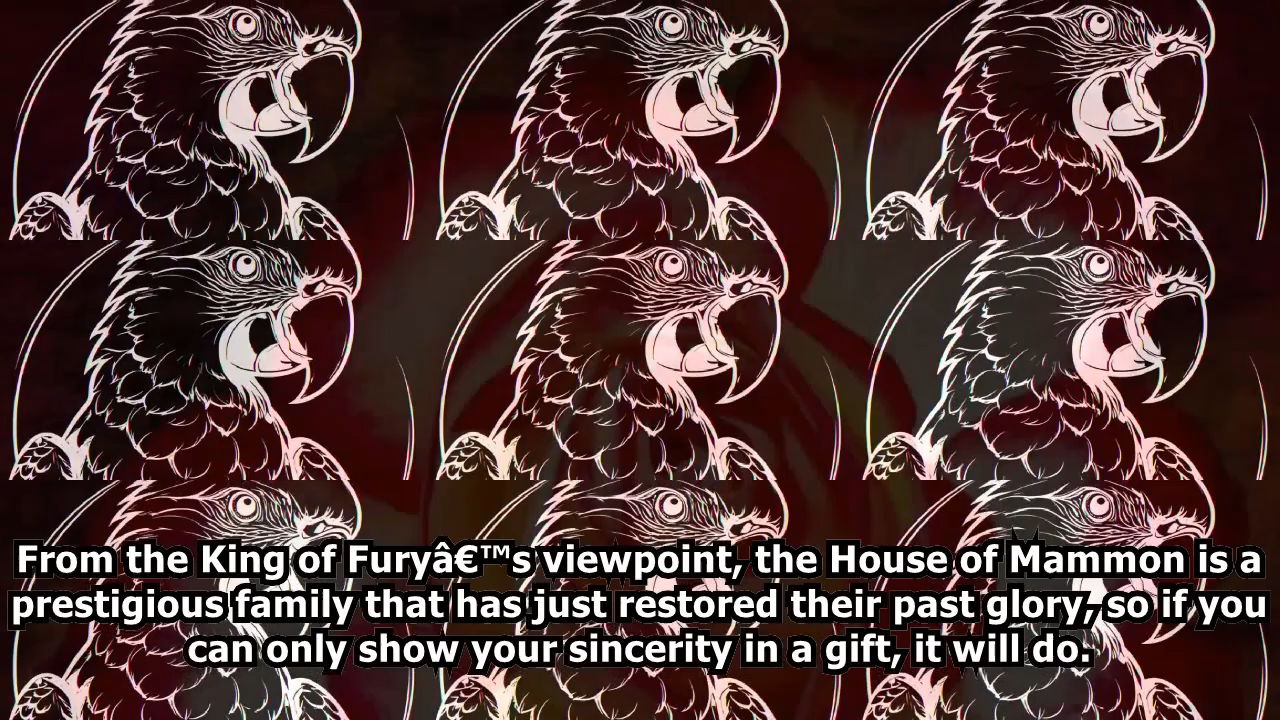 From the King of Furyâ€™s viewpoint, the House of Mammon is a
prestigious family that has just restored their past glory, so if you
can only show your sincerity in a gift, it will do.